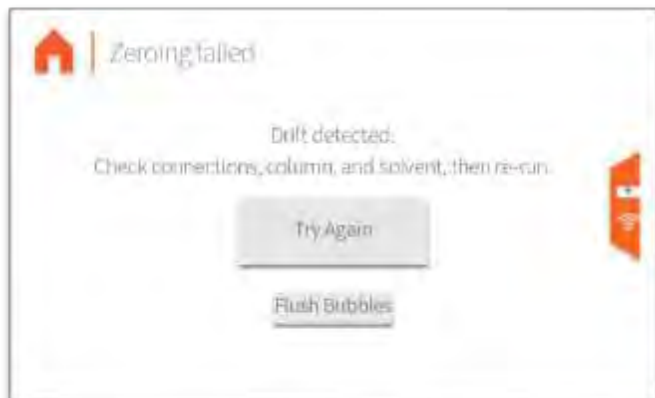 Zeroing failed
Drift detected.
Check connections, column, and solvent, then re-run.
Try Again
Flush Bubbles